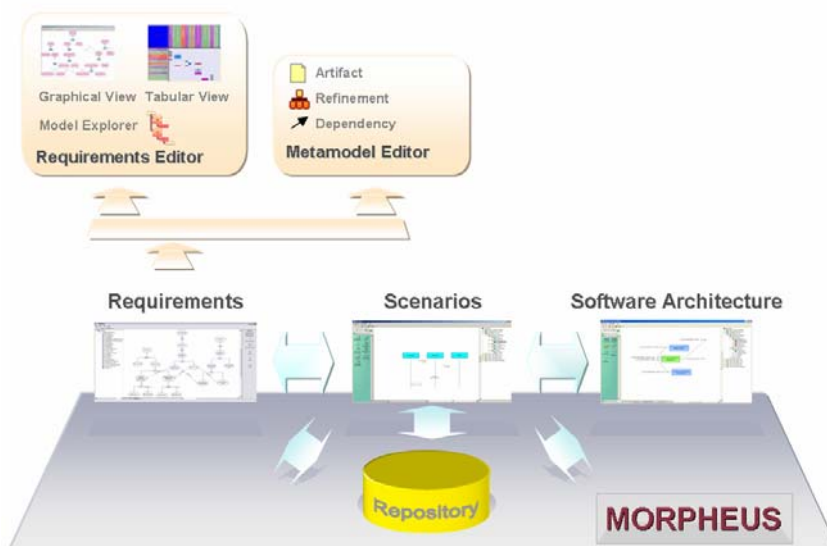 Graphical View Tabular View
Model Explorer
Requirements Editor
Artifact
Refinement
Dependency
Metamodel Editor
Requirements
Scenarios
Software Architecture
Repository
MORPHEUS